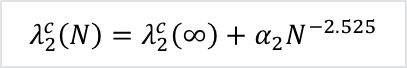 λ₂ᶜ(N) = λ₂ᶜ(∞) + α₂N⁻²·⁵²⁵